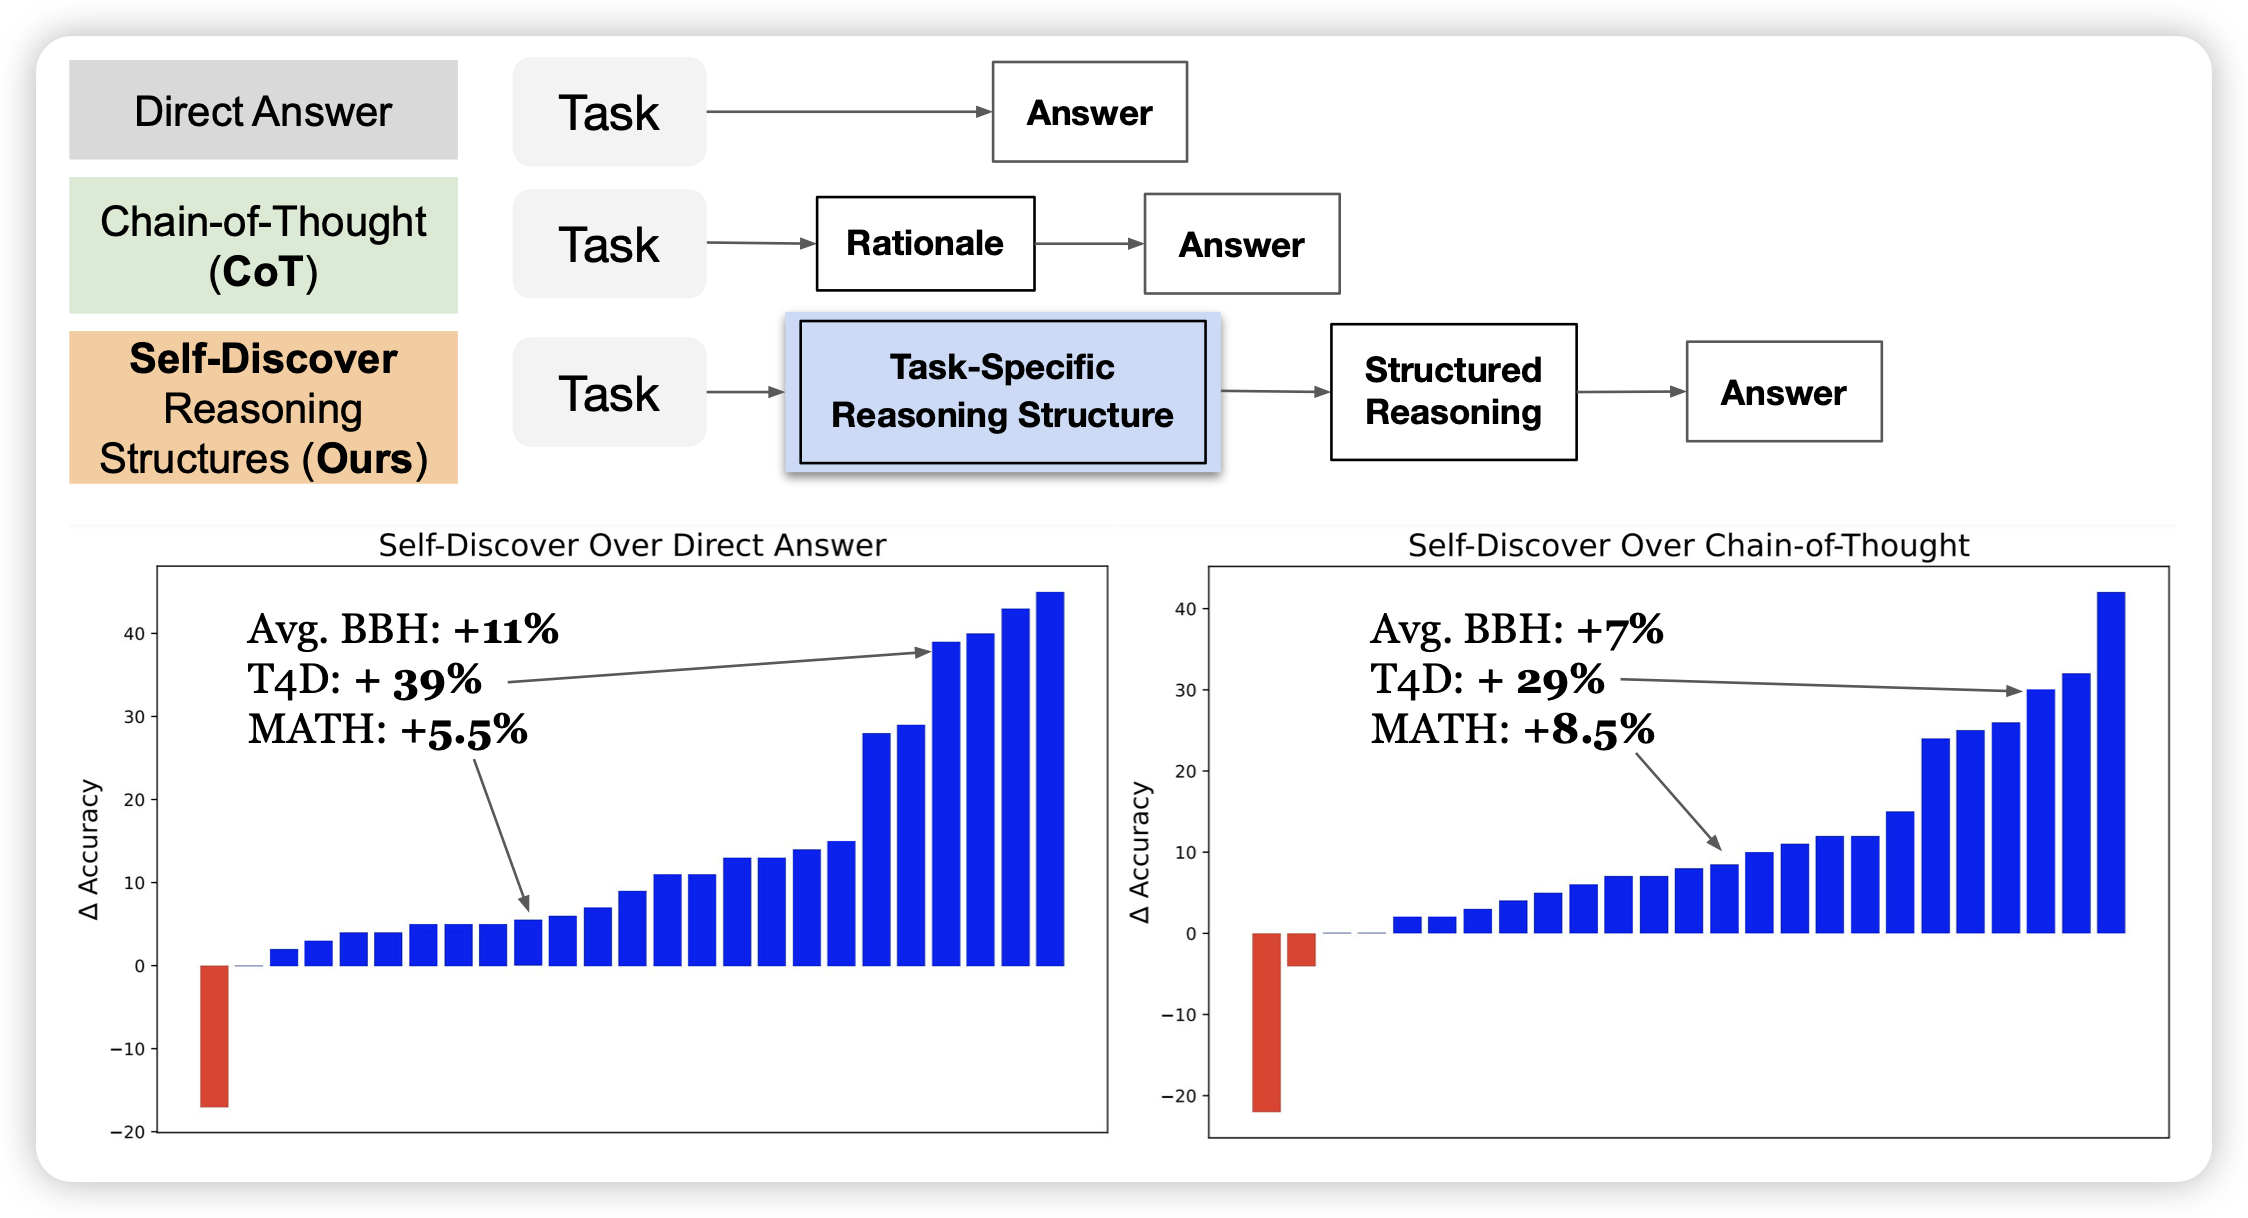 Direct Answer
Task
Answer
Chain-of-Thought
(CoT)
Task
Rationale
Answer
Self-Discover
Reasoning
Structures (Ours)
Task
Task-Specific
Reasoning Structure
Structured
Reasoning
Answer
Self-Discover Over Direct Answer
Avg. BBH: +11%
T4D: + 39%
MATH: +5.5%
Δ Accuracy
40
30
20
10
0
−10
−20
Self-Discover Over Chain-of-Thought
Avg. BBH: +7%
T4D: + 29%
MATH: +8.5%
Δ Accuracy
40
30
20
10
0
−10
−20